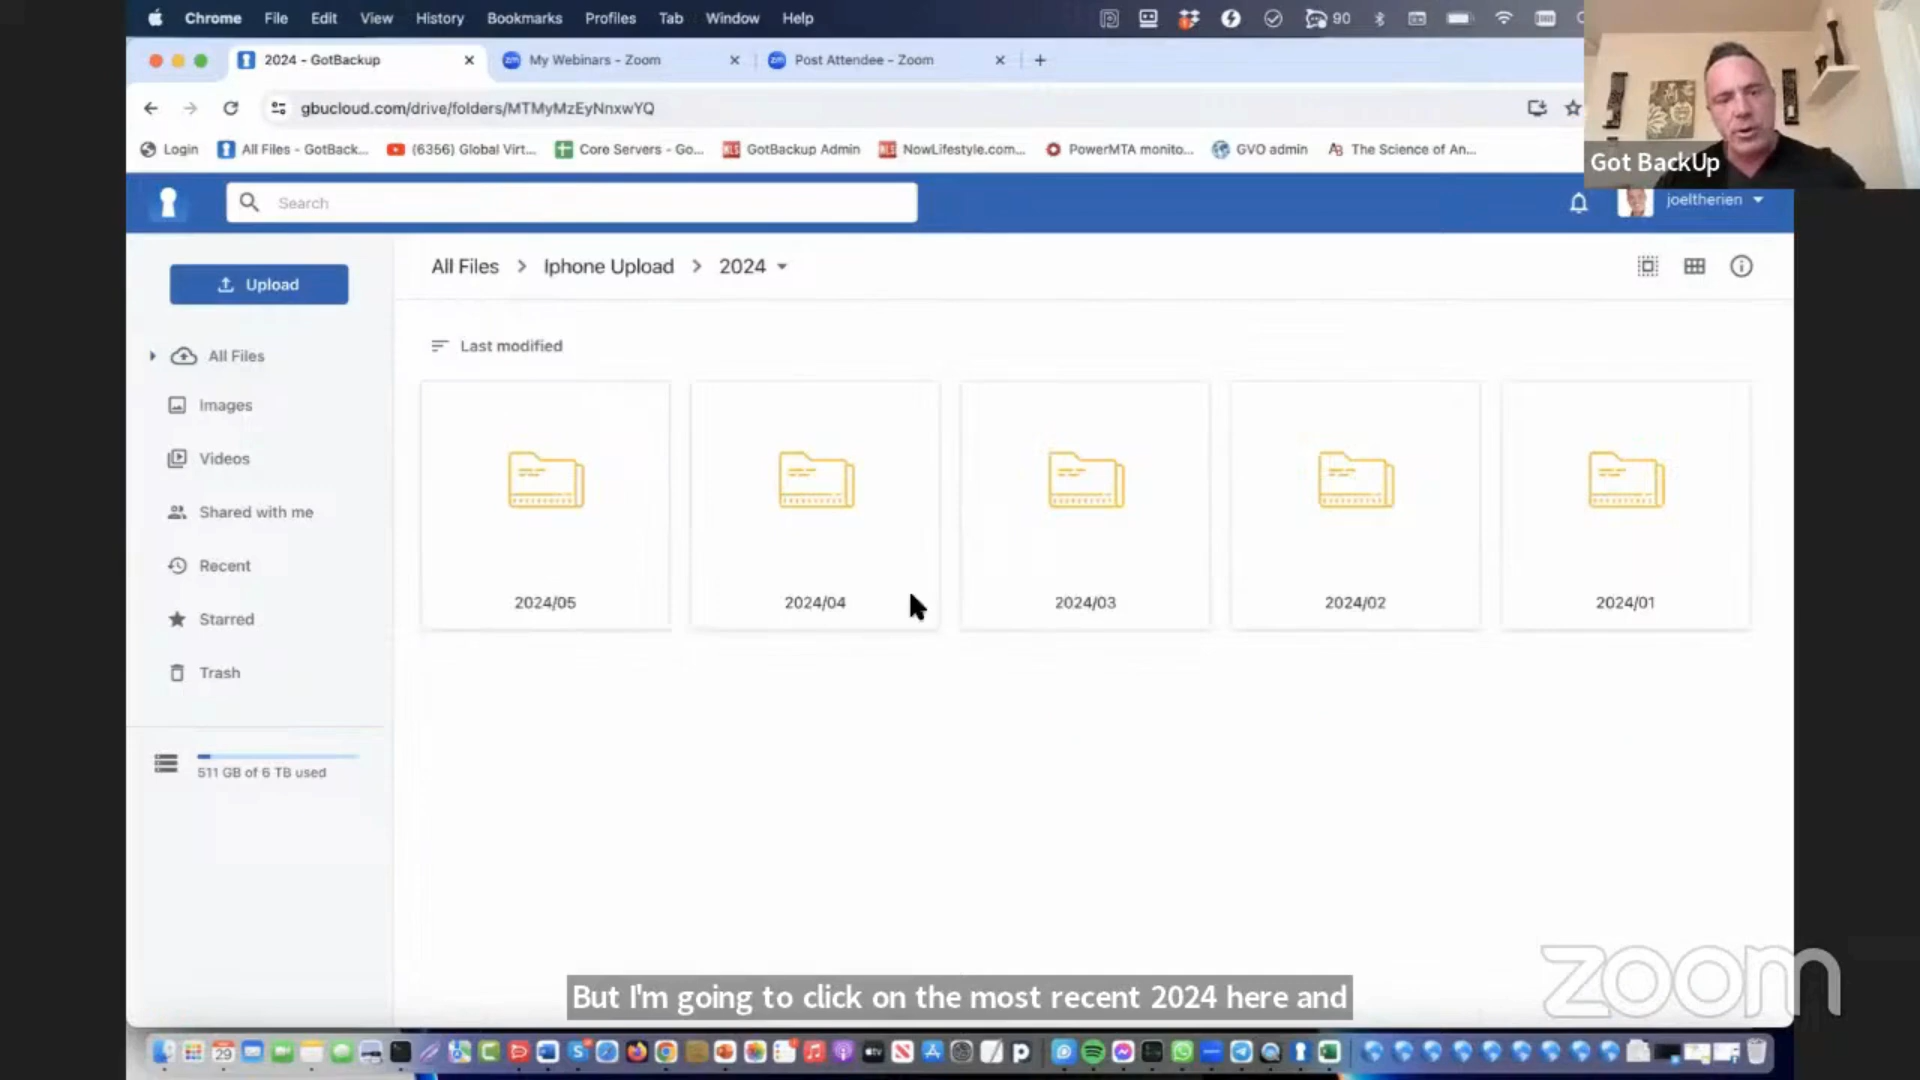 Chrome File Edit View History Bookmarks Profiles Tab Window Help 90
2024 - GotBackup
My Webinars - Zoom
Post Attendee - Zoom
gbucloud.com/drive/folders/MTMyMzEyNnxwYQ
Login
All Files - GotBack...
(6356) Global Virt...
Core Servers - Go...
GotBackup Admin
NowLifestyle.com...
PowerMTA monito...
GVO admin
The Science of An...
Got BackUp
Search
joeltherien
Upload
All Files > Iphone Upload > 2024
Last modified
All Files
Images
Videos
Shared with me
Recent
Starred
Trash
511 GB of 6 TB used
2024/05
2024/04
2024/03
2024/02
2024/01
zoom
But I'm going to click on the most recent 2024 here and
29